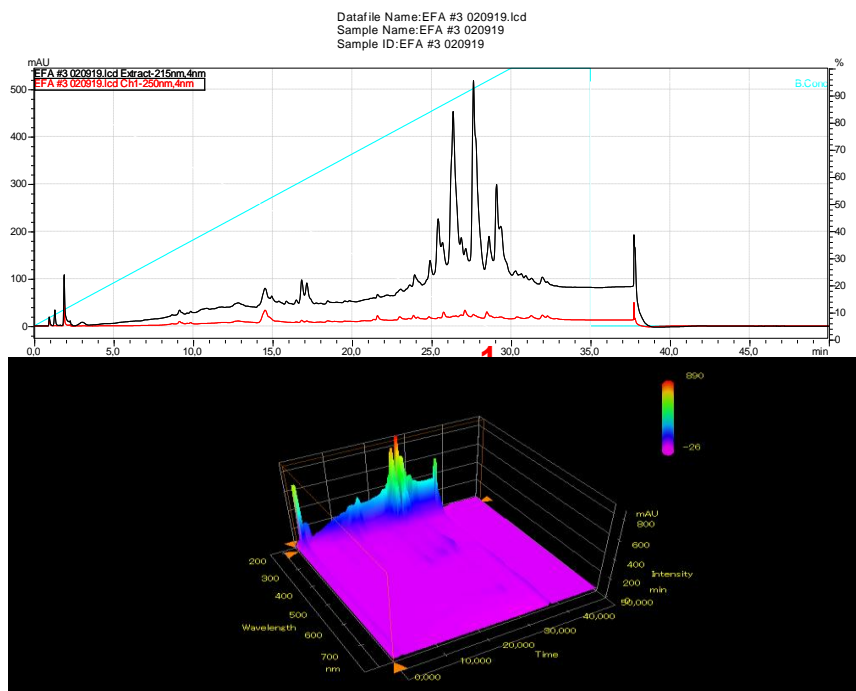 Datafile Name:EFA #3 020919.lcd
Sample Name:EFA #3 020919
Sample ID:EFA #3 020919
mAU
%
EFA #3 020919.lcd Extract-215nm,4nm
EFA #3 020919.lcd Ch1-250nm,4nm
B.Conc
500
400
300
200
100
0
90
80
70
60
50
40
30
20
10
0
0,0 5,0 10,0 15,0 20,0 25,0 30,0 35,0 40,0 45,0 min
1
890
-26
mAU
800
600
400
200
0
Intensity
min
50,000
40,000
30,000
20,000
10,000
0,000
Time
200
300
400
500
600
700
Wavelength
nm